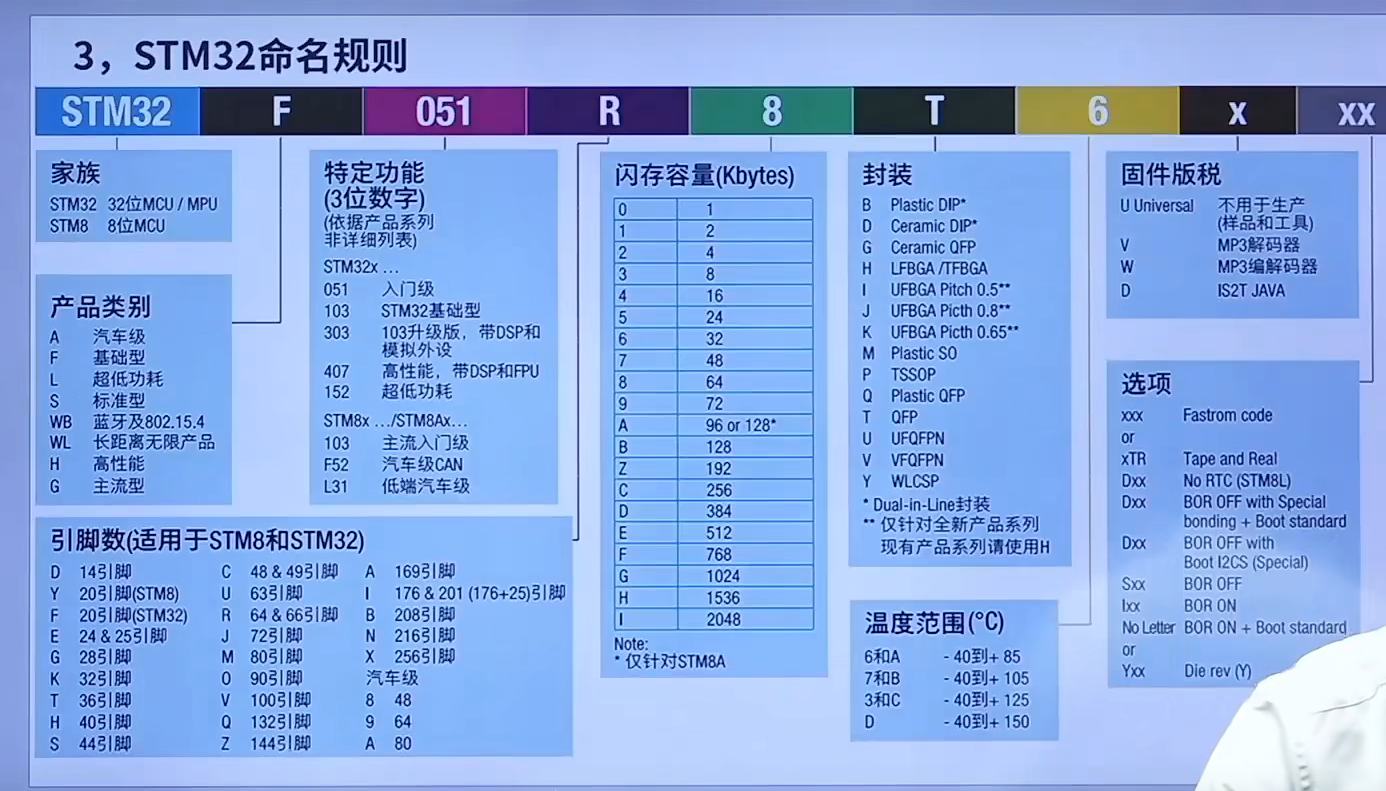 3，STM32命名规则
STM32 F 051 R 8 T 6 x xx
家族
STM32 32位MCU / MPU
STM8 8位MCU
产品类别
A 汽车级
F 基础型
L 超低功耗
S 标准型
WB 蓝牙及802.15.4
WL 长距离无限产品
H 高性能
G 主流型
特定功能
(3位数字)
(依据产品系列
非详细列表)
STM32x ...
051 入门级
103 STM32基础型
303 103升级版，带DSP和
模拟外设
407 高性能，带DSP和FPU
152 超低功耗
STM8x .../STM8Ax...
103 主流入门级
F52 汽车级CAN
L31 低端汽车级
引脚数(适用于STM8和STM32)
D 14引脚 C 48 & 49引脚 A 169引脚
Y 20引脚(STM8) U 63引脚 I 176 & 201 (176+25)引脚
F 20引脚(STM32) R 64 & 66引脚 B 208引脚
E 24 & 25引脚 J 72引脚 N 216引脚
G 28引脚 M 80引脚 X 256引脚
K 32引脚 O 90引脚 汽车级
T 36引脚 V 100引脚 8 48
H 40引脚 Q 132引脚 9 64
S 44引脚 Z 144引脚 A 80
闪存容量(Kbytes)
0 1
1 2
2 4
3 8
4 16
5 24
6 32
7 48
8 64
9 72
A 96 or 128*
B 128
Z 192
C 256
D 384
E 512
F 768
G 1024
H 1536
I 2048
Note:
* 仅针对STM8A
封装
B Plastic DIP*
D Ceramic DIP*
G Ceramic QFP
H LFBGA /TFBGA
I UFBGA Pitch 0.5**
J UFBGA Picth 0.8**
K UFBGA Picth 0.65**
M Plastic SO
P TSSOP
Q Plastic QFP
T QFP
U UFQFPN
V VFQFPN
Y WLCSP
* Dual-in-Line封装
** 仅针对全新产品系列
现有产品系列请使用H
温度范围(°C)
6和A - 40到+ 85
7和B - 40到+ 105
3和C - 40到+ 125
D - 40到+ 150
固件版税
U Universal 不用于生产
(样品和工具)
V MP3解码器
W MP3编解码器
D IS2T JAVA
选项
xxx Fastrom code
or
xTR Tape and Real
Dxx No RTC (STM8L)
Dxx BOR OFF with Special
bonding + Boot standard
Dxx BOR OFF with
Boot I2CS (Special)
Sxx BOR OFF
Ixx BOR ON
No Letter BOR ON + Boot standard
or
Yxx Die rev (Y)